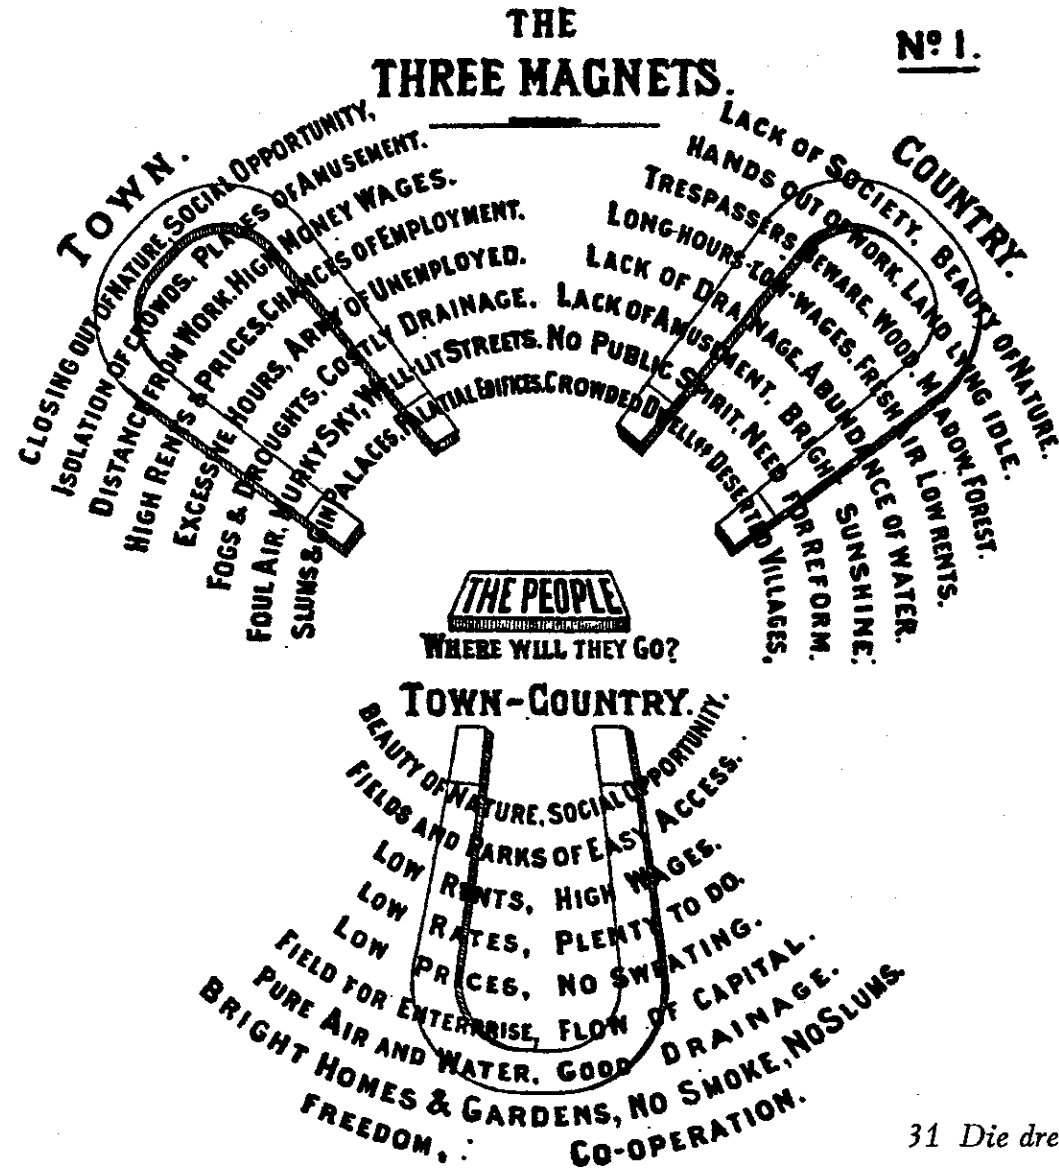 THE
THREE MAGNETS.
Nº 1.
TOWN.
CLOSING OUT OF NATURE. SOCIAL OPPORTUNITY,
ISOLATION OF CROWDS. PLACES OF AMUSEMENT.
DISTANCE FROM WORK. HIGH MONEY WAGES.
HIGH RENTS & PRICES, CHANCES OF EMPLOYMENT.
EXCESSIVE HOURS, ARMY OF UNEMPLOYED.
FOGS & DROUGHTS. COSTLY DRAINAGE.
FOUL AIR. MURKY SKY, WELL-LIT STREETS.
SLUMS & GIN PALACES, PALATIAL EDIFICES.
COUNTRY.
LACK OF SOCIETY. BEAUTY OF NATURE.
HANDS OUT OF WORK. LAND LYING IDLE.
TRESPASSERS BEWARE. WOOD. MEADOW. FOREST.
LONG-HOURS-LOW-WAGES. FRESH AIR LOW RENTS.
LACK OF DRAINAGE. ABUNDANCE OF WATER.
LACK OF AMUSEMENT. BRIGHT SUNSHINE.
NO PUBLIC SPIRIT. NEED FOR REFORM.
CROWDED DWELLGS DESERTED VILLAGES,
THE PEOPLE
WHERE WILL THEY GO?
TOWN-COUNTRY.
BEAUTY OF NATURE, SOCIAL OPPORTUNITY.
FIELDS AND PARKS OF EASY ACCESS.
LOW RENTS, HIGH WAGES.
LOW RATES, PLENTY TO DO.
LOW PRICES, NO SWEATING.
FIELD FOR ENTERPRISE, FLOW OF CAPITAL.
PURE AIR AND WATER. GOOD DRAINAGE.
BRIGHT HOMES & GARDENS, NO SMOKE, NO SLUMS.
FREEDOM. CO-OPERATION.
31 Die dre